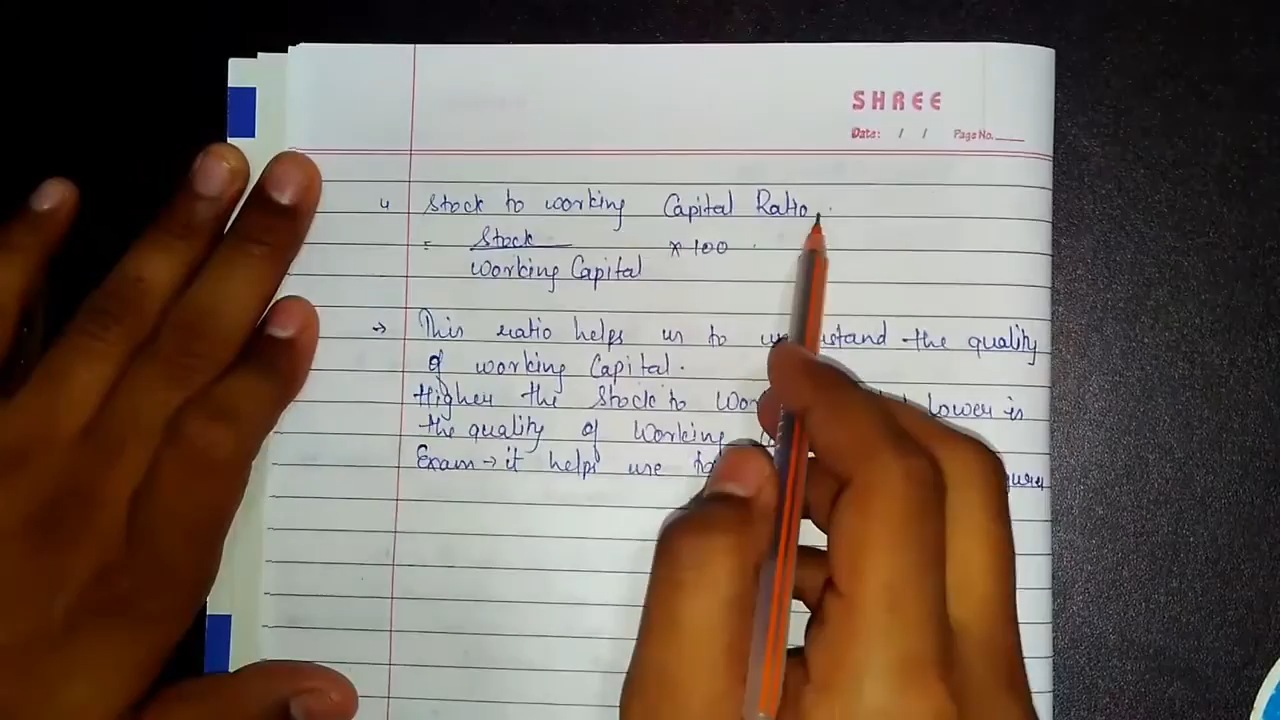 SHREE
Date: / / Page No.
4 Stock to working Capital Ratio.
= Stock × 100
Working Capital
→ This ratio helps us to the quality
of working Capital.
Higher the Stock to Lower is
the quality of Working
Exam → it helps use